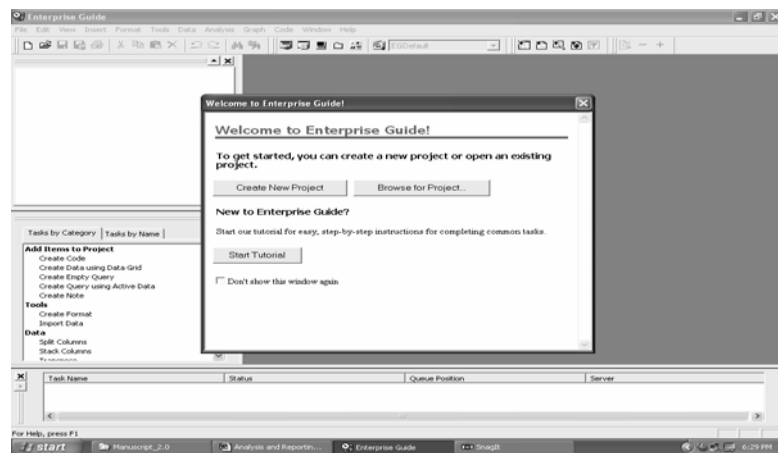 Enterprise Guide
File Edit View Insert Format Tools Data Analysis Graph Code Window Help
EGDefault
Welcome to Enterprise Guide!
Welcome to Enterprise Guide!
To get started, you can create a new project or open an existing
project.
Create New Project Browse for Project...
New to Enterprise Guide?
Start our tutorial for easy, step-by-step instructions for completing common tasks.
Start Tutorial
Don't show this window again
Tasks by Category Tasks by Name
Add Items to Project
Create Code
Create Data using Data Grid
Create Empty Query
Create Query using Active Data
Create Note
Tools
Create Format
Import Data
Data
Split Columns
Stack Columns
Task Name Status Queue Position Server
For Help, press F1
start Manuscript_2.0 Analysis and Reportin... Enterprise Guide SnagIt 6:29 PM